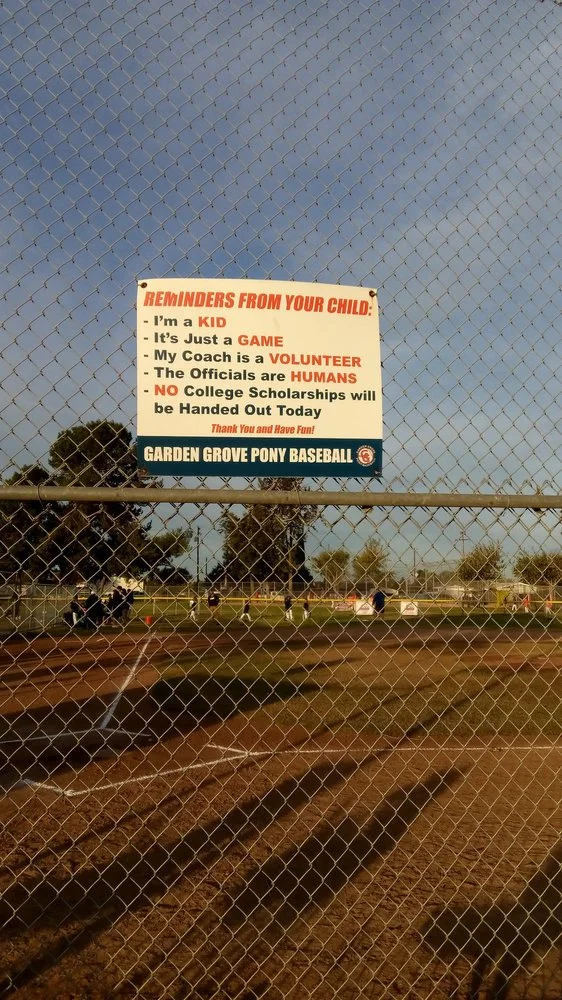 REMINDERS FROM YOUR CHILD:
- I'm a KID
- It's Just a GAME
- My Coach is a VOLUNTEER
- The Officials are HUMANS
- NO College Scholarships will
be Handed Out Today
Thank You and Have Fun!
GARDEN GROVE PONY BASEBALL